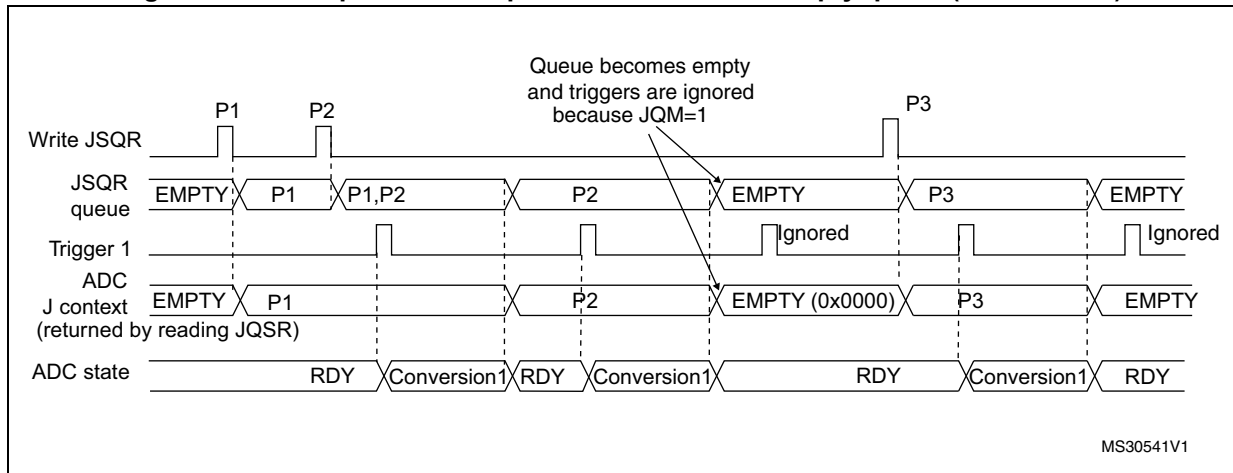 Queue becomes empty
and triggers are ignored
because JQM=1
P1
P2
P3
Write JSQR
JSQR
queue
EMPTY
P1
P1,P2
P2
EMPTY
P3
EMPTY
Trigger 1
Ignored
Ignored
ADC
J context
(returned by reading JQSR)
EMPTY
P1
P2
EMPTY (0x0000)
P3
EMPTY
ADC state
RDY
Conversion1
RDY
Conversion1
RDY
Conversion1
RDY
MS30541V1